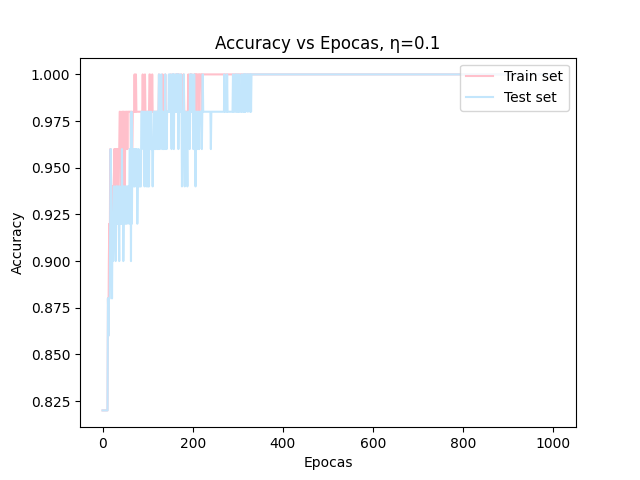 Accuracy vs Epocas, η=0.1
Train set
Test set
1.000
0.975
0.950
0.925
0.900
0.875
0.850
0.825
Accuracy
0 200 400 600 800 1000
Epocas